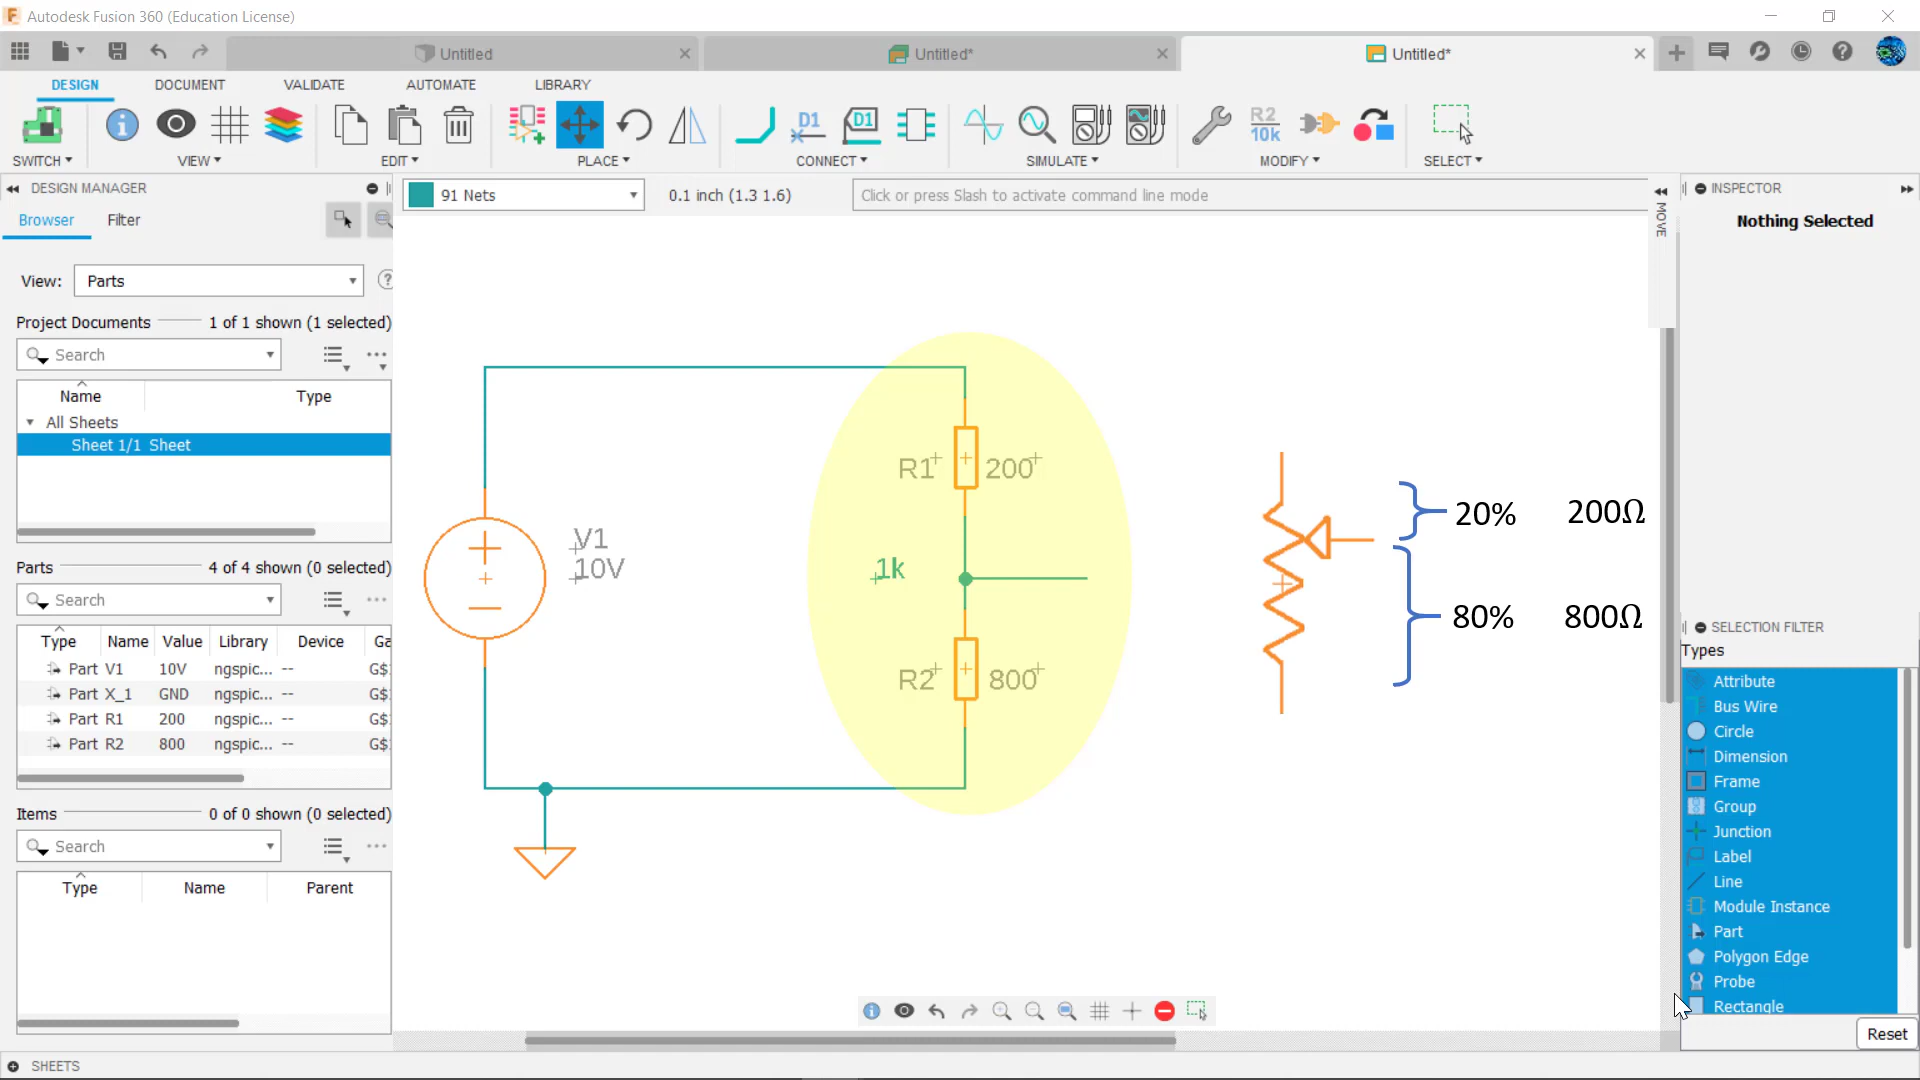 Autodesk Fusion 360 (Education License)
Untitled
Untitled*
Untitled*
DESIGN DOCUMENT VALIDATE AUTOMATE LIBRARY
D1 D1 R2 10k
SWITCH VIEW EDIT PLACE CONNECT SIMULATE MODIFY SELECT
DESIGN MANAGER
Browser Filter
91 Nets 0.1 inch (1.3 1.6) Click or press Slash to activate command line mode
MOVE
INSPECTOR
Nothing Selected
View: Parts
Project Documents 1 of 1 shown (1 selected)
Search
Name Type
All Sheets
Sheet 1/1 Sheet
Parts 4 of 4 shown (0 selected)
Search
Type Name Value Library Device Ga
Part V1 10V ngspic... -- G$
Part X_1 GND ngspic... -- G$
Part R1 200 ngspic... -- G$
Part R2 800 ngspic... -- G$
Items 0 of 0 shown (0 selected)
Search
Type Name Parent
V1
10V
R1 200
1k
R2 800
20% 200Ω
80% 800Ω
SELECTION FILTER
Types
Attribute
Bus Wire
Circle
Dimension
Frame
Group
Junction
Label
Line
Module Instance
Part
Polygon Edge
Probe
Rectangle
Reset
SHEETS